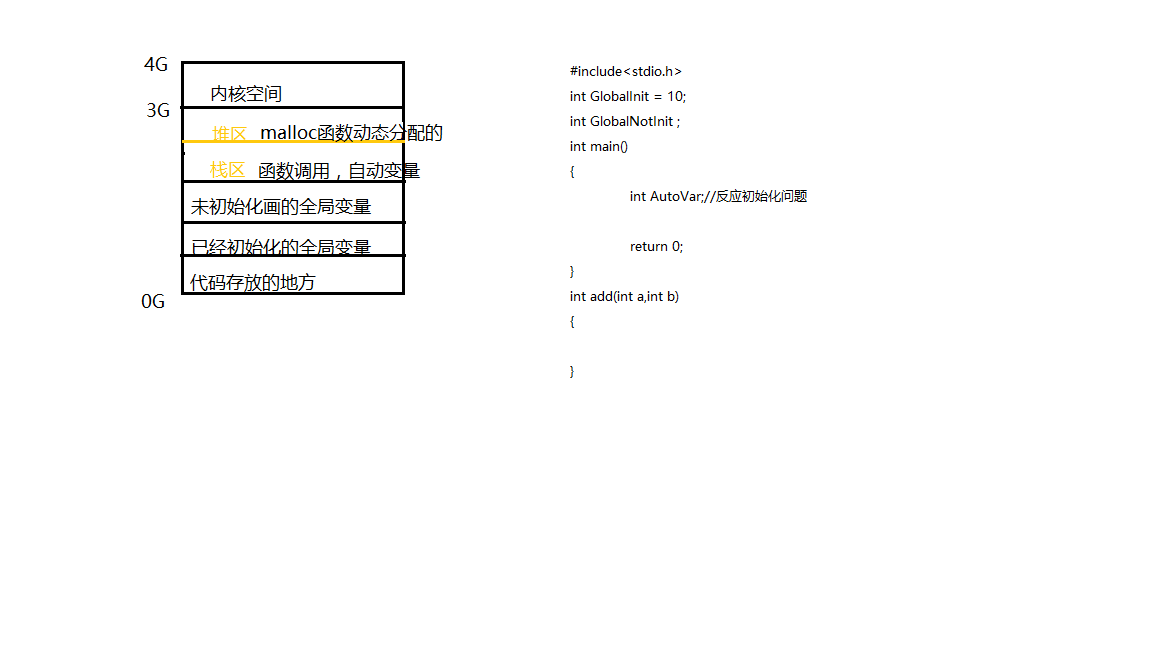 4G
内核空间
3G
堆区 malloc函数动态分配的
栈区 函数调用，自动变量
未初始化画的全局变量
已经初始化的全局变量
代码存放的地方
0G
#include<stdio.h>
int GlobalInit = 10;
int GlobalNotInit ;
int main()
{
int AutoVar;//反应初始化问题
return 0;
}
int add(int a,int b)
{
}